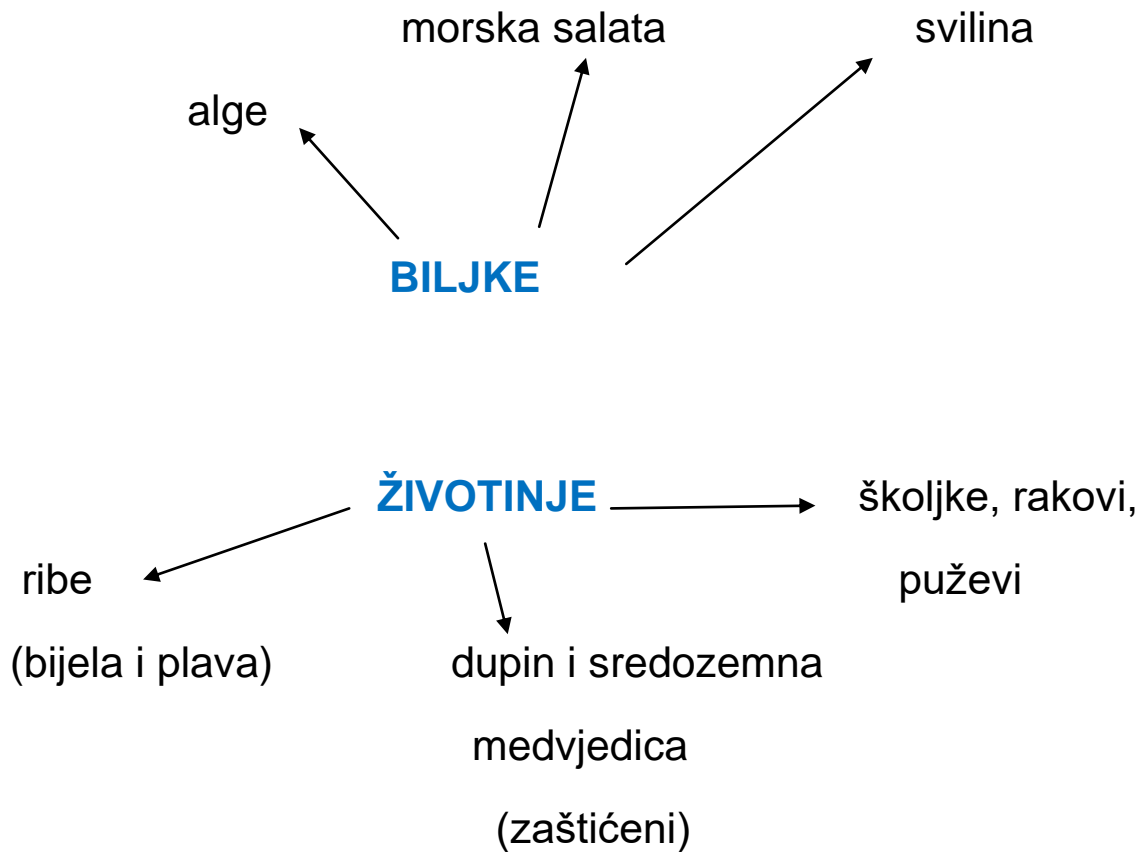 morska salata svilina
alge
BILJKE
ŽIVOTINJE školjke, rakovi,
ribe puževi
(bijela i plava) dupin i sredozemna
medvjedica
(zaštićeni)